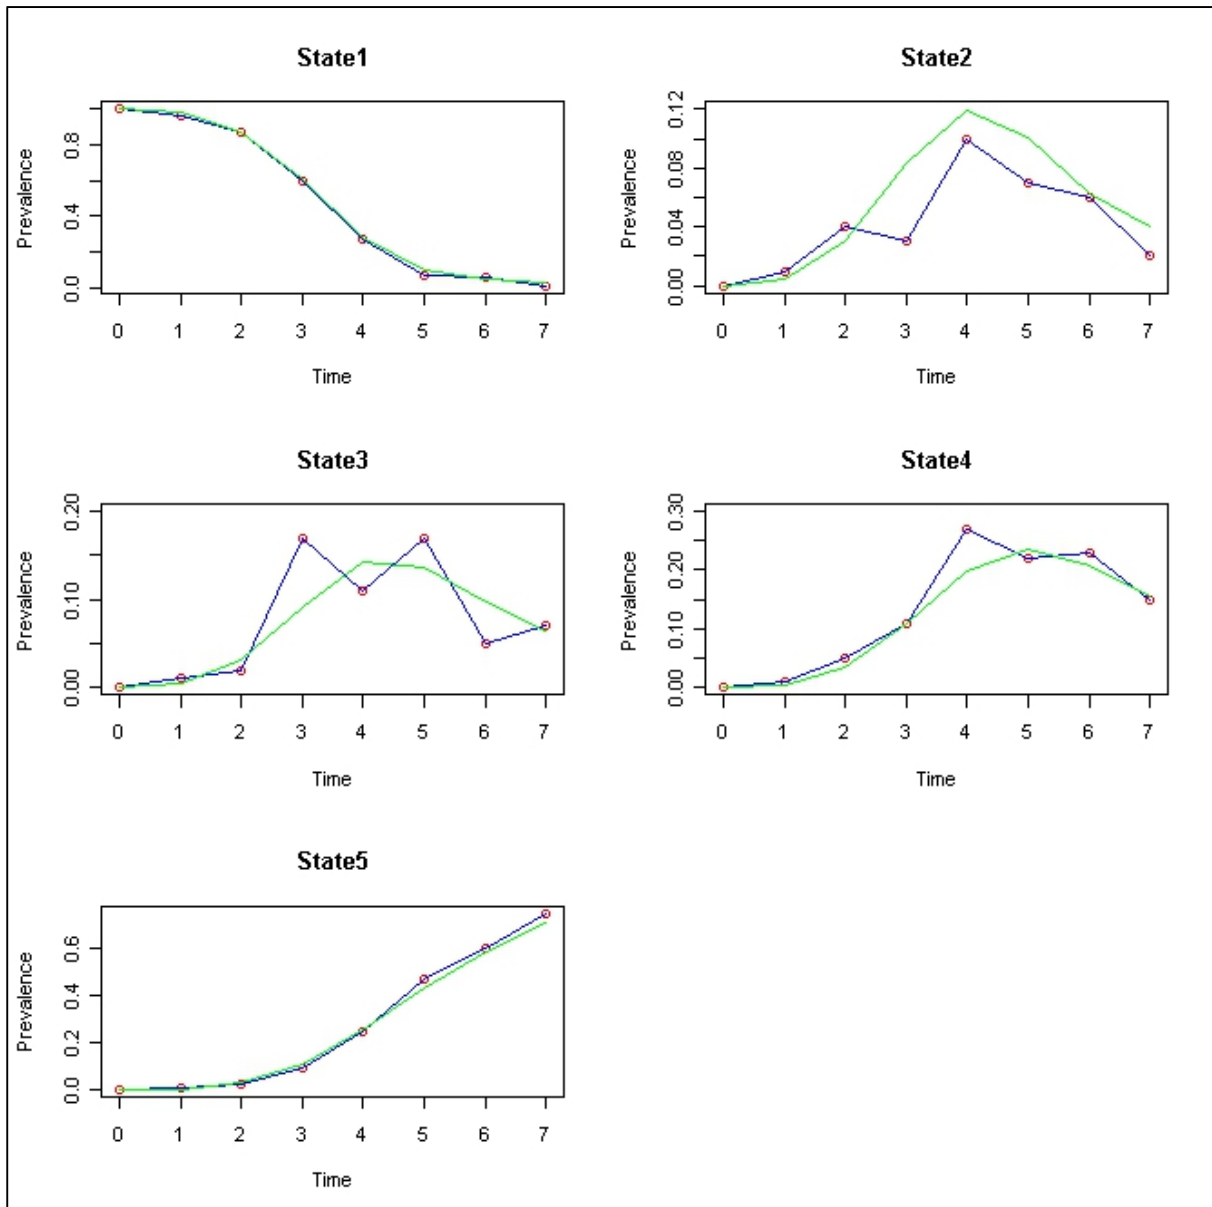 State1
Prevalence
0.0 0.4 0.8
0 1 2 3 4 5 6 7
Time
State2
Prevalence
0.00 0.04 0.08 0.12
0 1 2 3 4 5 6 7
Time
State3
Prevalence
0.00 0.10 0.20
0 1 2 3 4 5 6 7
Time
State4
Prevalence
0.00 0.10 0.20 0.30
0 1 2 3 4 5 6 7
Time
State5
Prevalence
0.0 0.2 0.4 0.6
0 1 2 3 4 5 6 7
Time